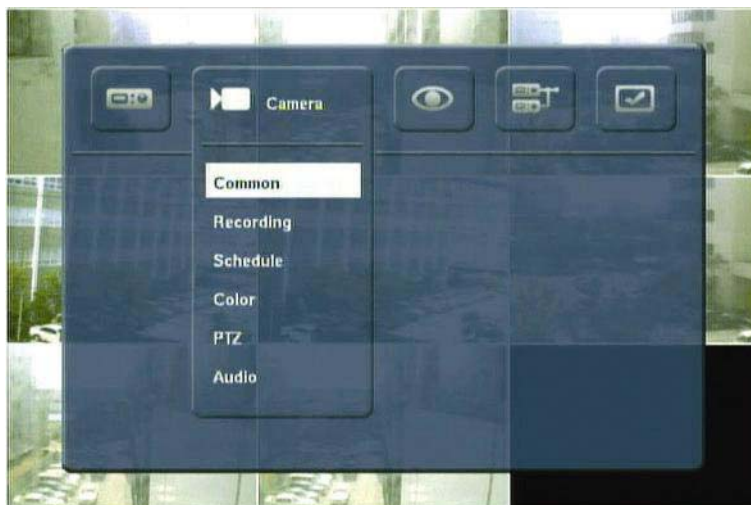 Camera
Common
Recording
Schedule
Color
PTZ
Audio